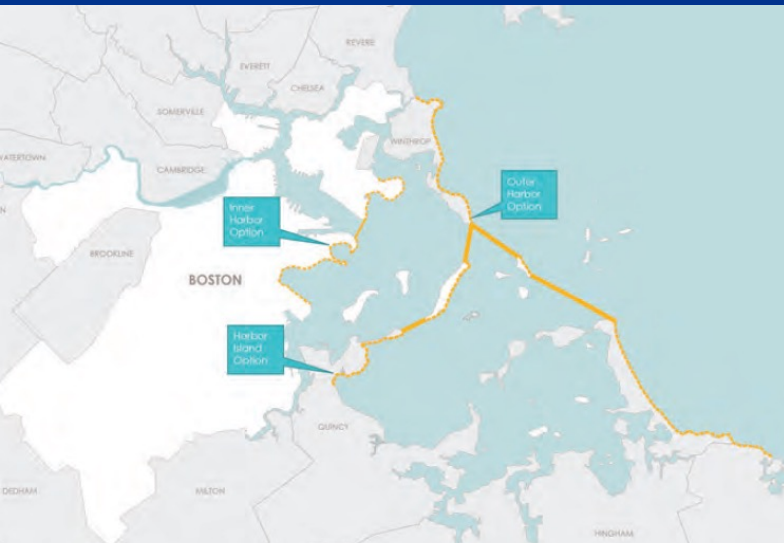 REVERE
EVERETT
CHELSEA
SOMERVILLE
WINTHROP
WATERTOWN
CAMBRIDGE
Outer
Harbor
Option
Inner
Harbor
Option
N
BROOKLINE
BOSTON
Harbor
Island
Option
QUINCY
DEDHAM
MILTON
HINGHAM